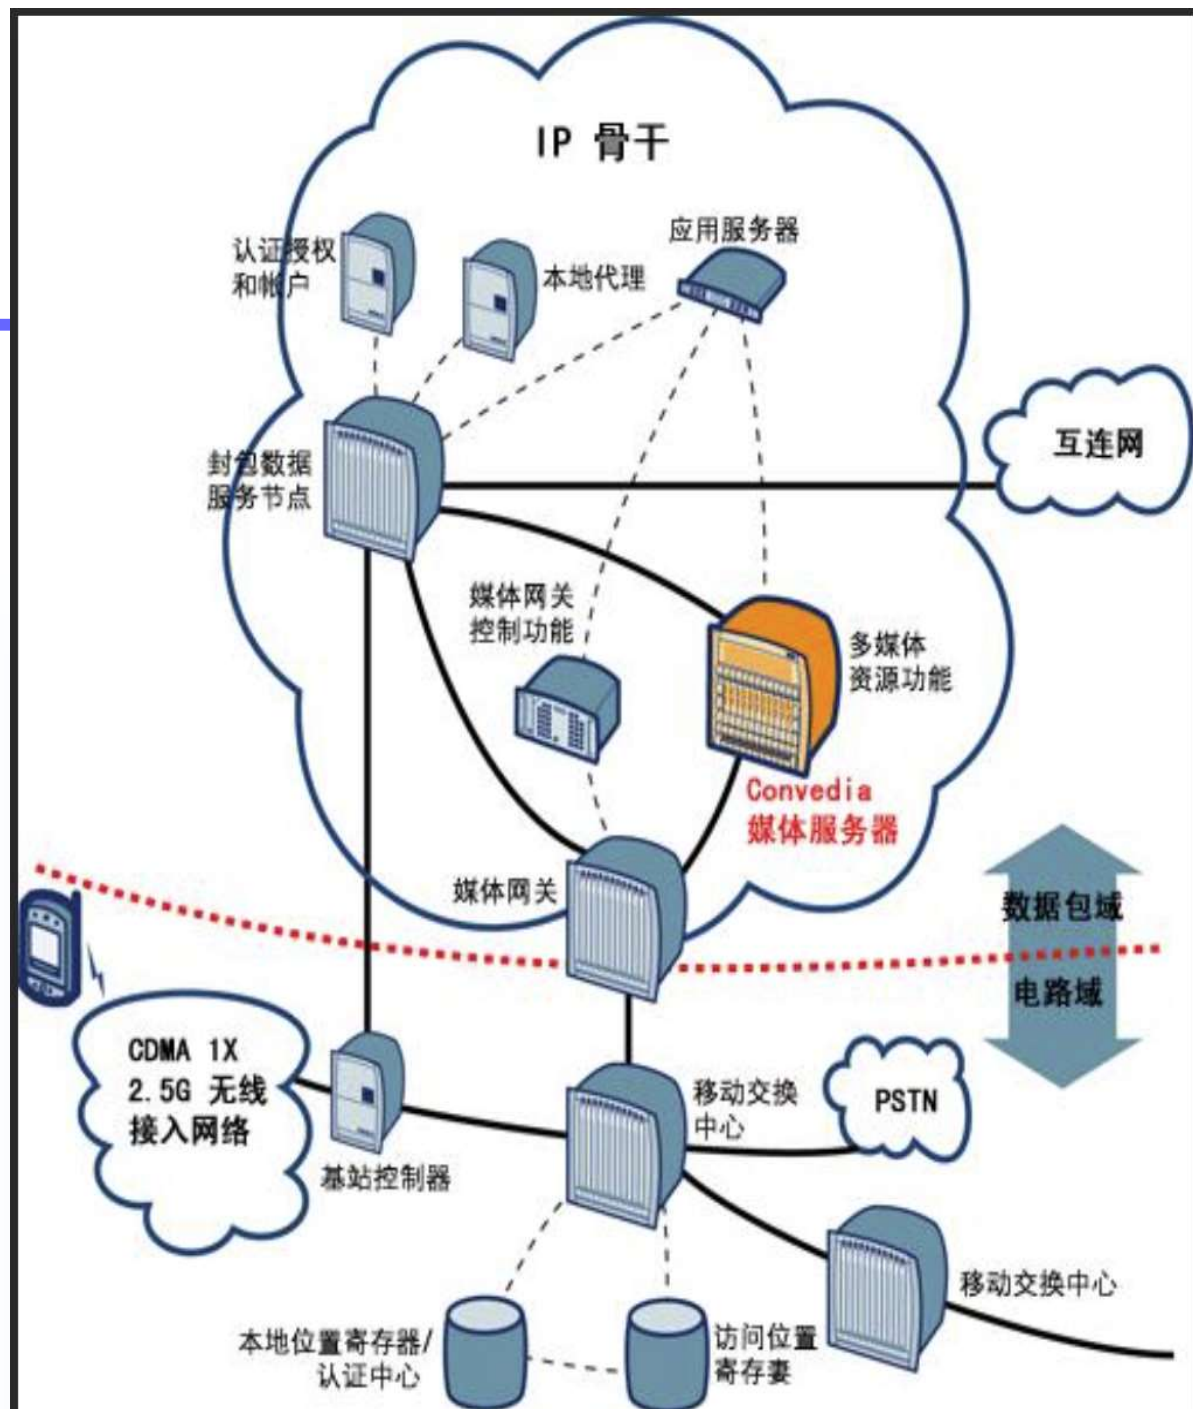 IP 骨干
认证授权
和帐户
本地代理
应用服务器
互连网
封包数据
服务节点
媒体网关
控制功能
多媒体
资源功能
Convedia
媒体服务器
媒体网关
数据包域
电路域
CDMA 1X
2.5G 无线
接入网络
基站控制器
移动交换
中心
PSTN
移动交换中心
本地位置寄存器/
认证中心
访问位置
寄存妻